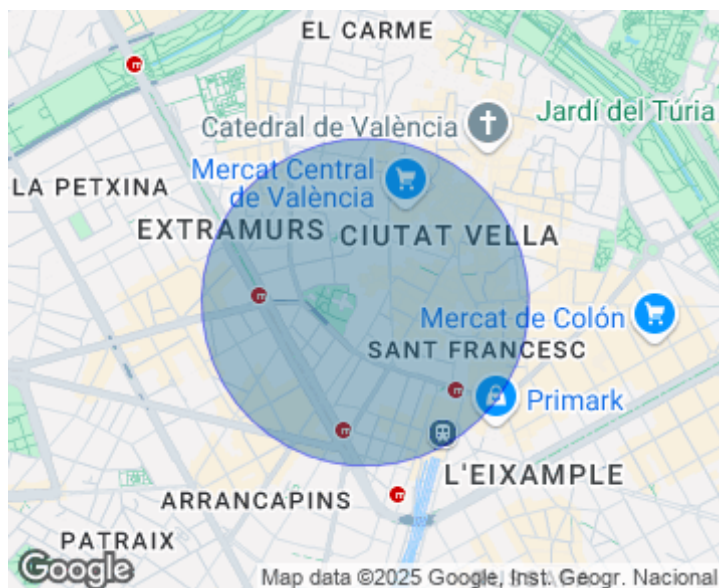 EL CARME
Catedral de València
Jardí del Túria
Mercat Central
de València
LA PETXINA
EXTRAMURS
CIUTAT VELLA
Mercat de Colón
SANT FRANCESC
Primark
L'EIXAMPLE
ARRANCAPINS
PATRAIX
Google
Map data ©2025 Google, Inst. Geogr. Nacional